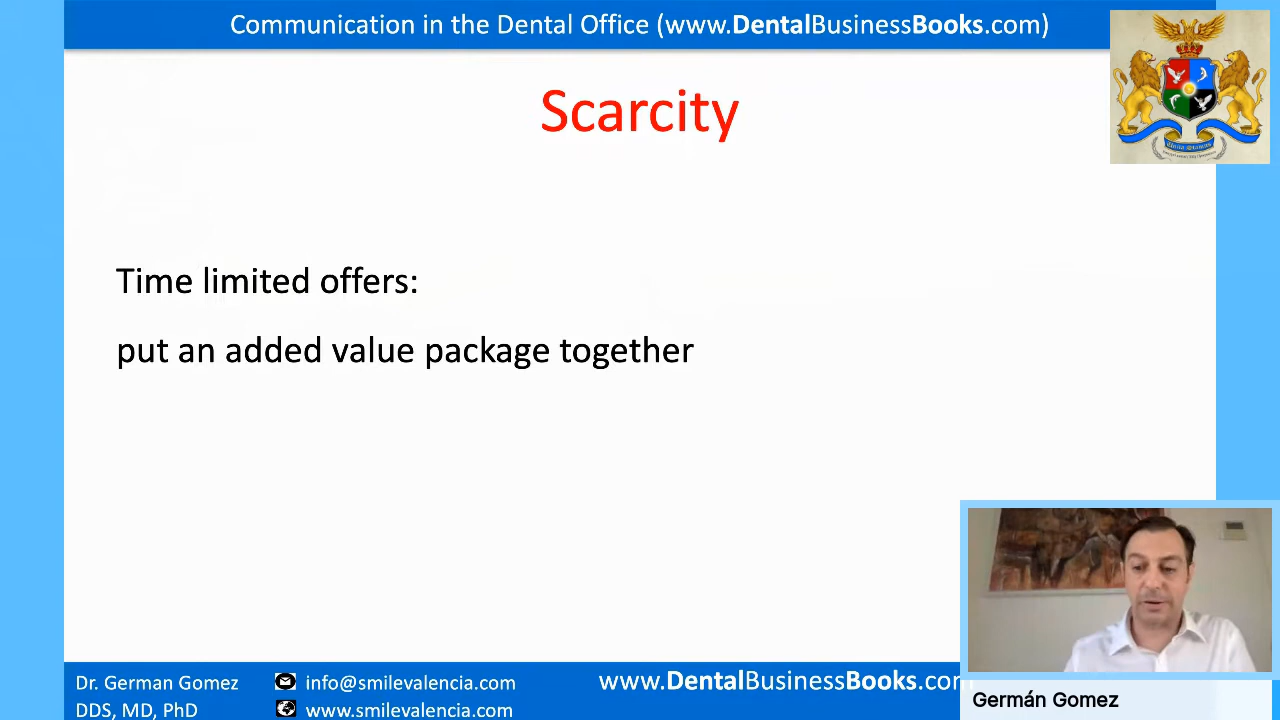 Communication in the Dental Office (www.DentalBusinessBooks.com)
Scarcity
Time limited offers:
put an added value package together
Dr. German Gomez
DDS, MD, PhD
info@smilevalencia.com
www.smilevalencia.com
www.DentalBusinessBooks.com
Germán Gomez